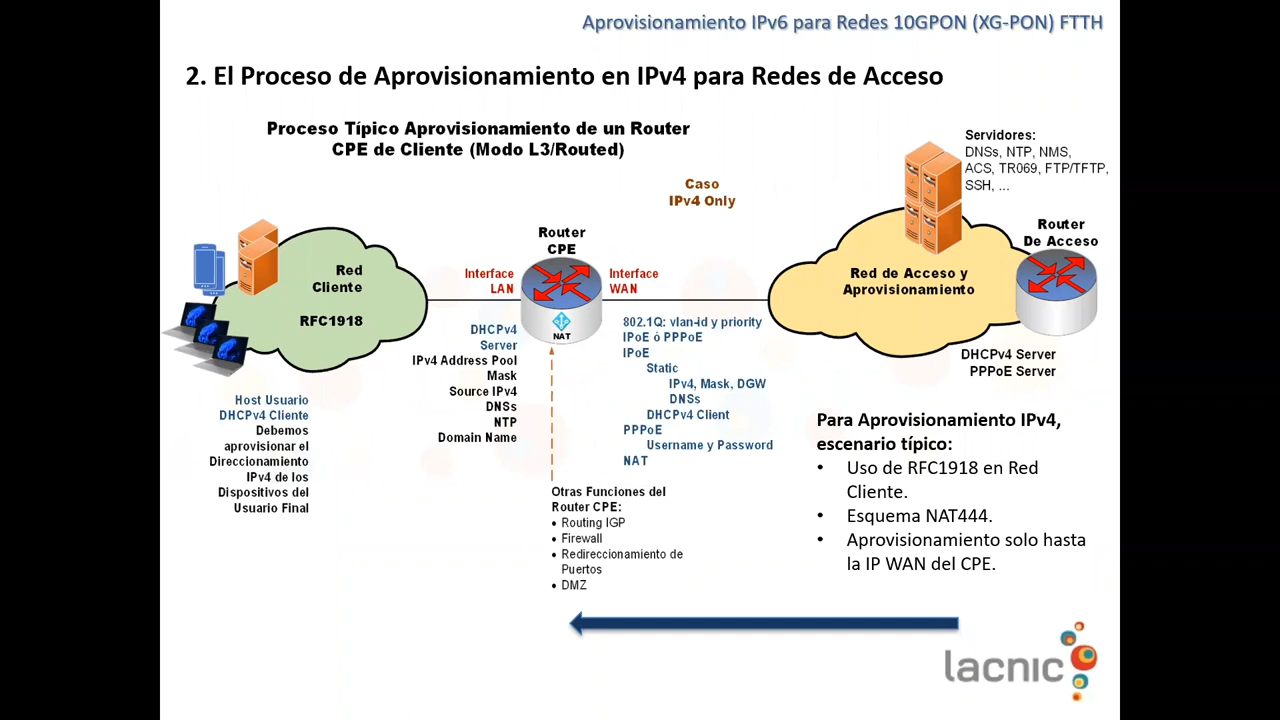 Aprovisionamiento IPv6 para Redes 10GPON (XG-PON) FTTH
2. El Proceso de Aprovisionamiento en IPv4 para Redes de Acceso
Proceso Típico Aprovisionamiento de un Router
CPE de Cliente (Modo L3/Routed)
Caso
IPv4 Only
Servidores:
DNSs, NTP, NMS,
ACS, TR069, FTP/TFTP,
SSH, ...
Red
Cliente
RFC1918
Interface
LAN
Router
CPE
NAT
Interface
WAN
Red de Acceso y
Aprovisionamiento
Router
De Acceso
DHCPv4 Server
PPPoE Server
Host Usuario
DHCPv4 Cliente
Debemos
aprovisionar el
Direccionamiento
IPv4 de los
Dispositivos del
Usuario Final
DHCPv4
Server
IPv4 Address Pool
Mask
Source IPv4
DNSs
NTP
Domain Name
802.1Q: vlan-id y priority
IPoE ó PPPoE
IPoE
Static
IPv4, Mask, DGW
DNSs
DHCPv4 Client
PPPoE
Username y Password
NAT
Otras Funciones del
Router CPE:
• Routing IGP
• Firewall
• Redireccionamiento de
Puertos
• DMZ
Para Aprovisionamiento IPv4,
escenario típico:
• Uso de RFC1918 en Red
Cliente.
• Esquema NAT444.
• Aprovisionamiento solo hasta
la IP WAN del CPE.
lacnic